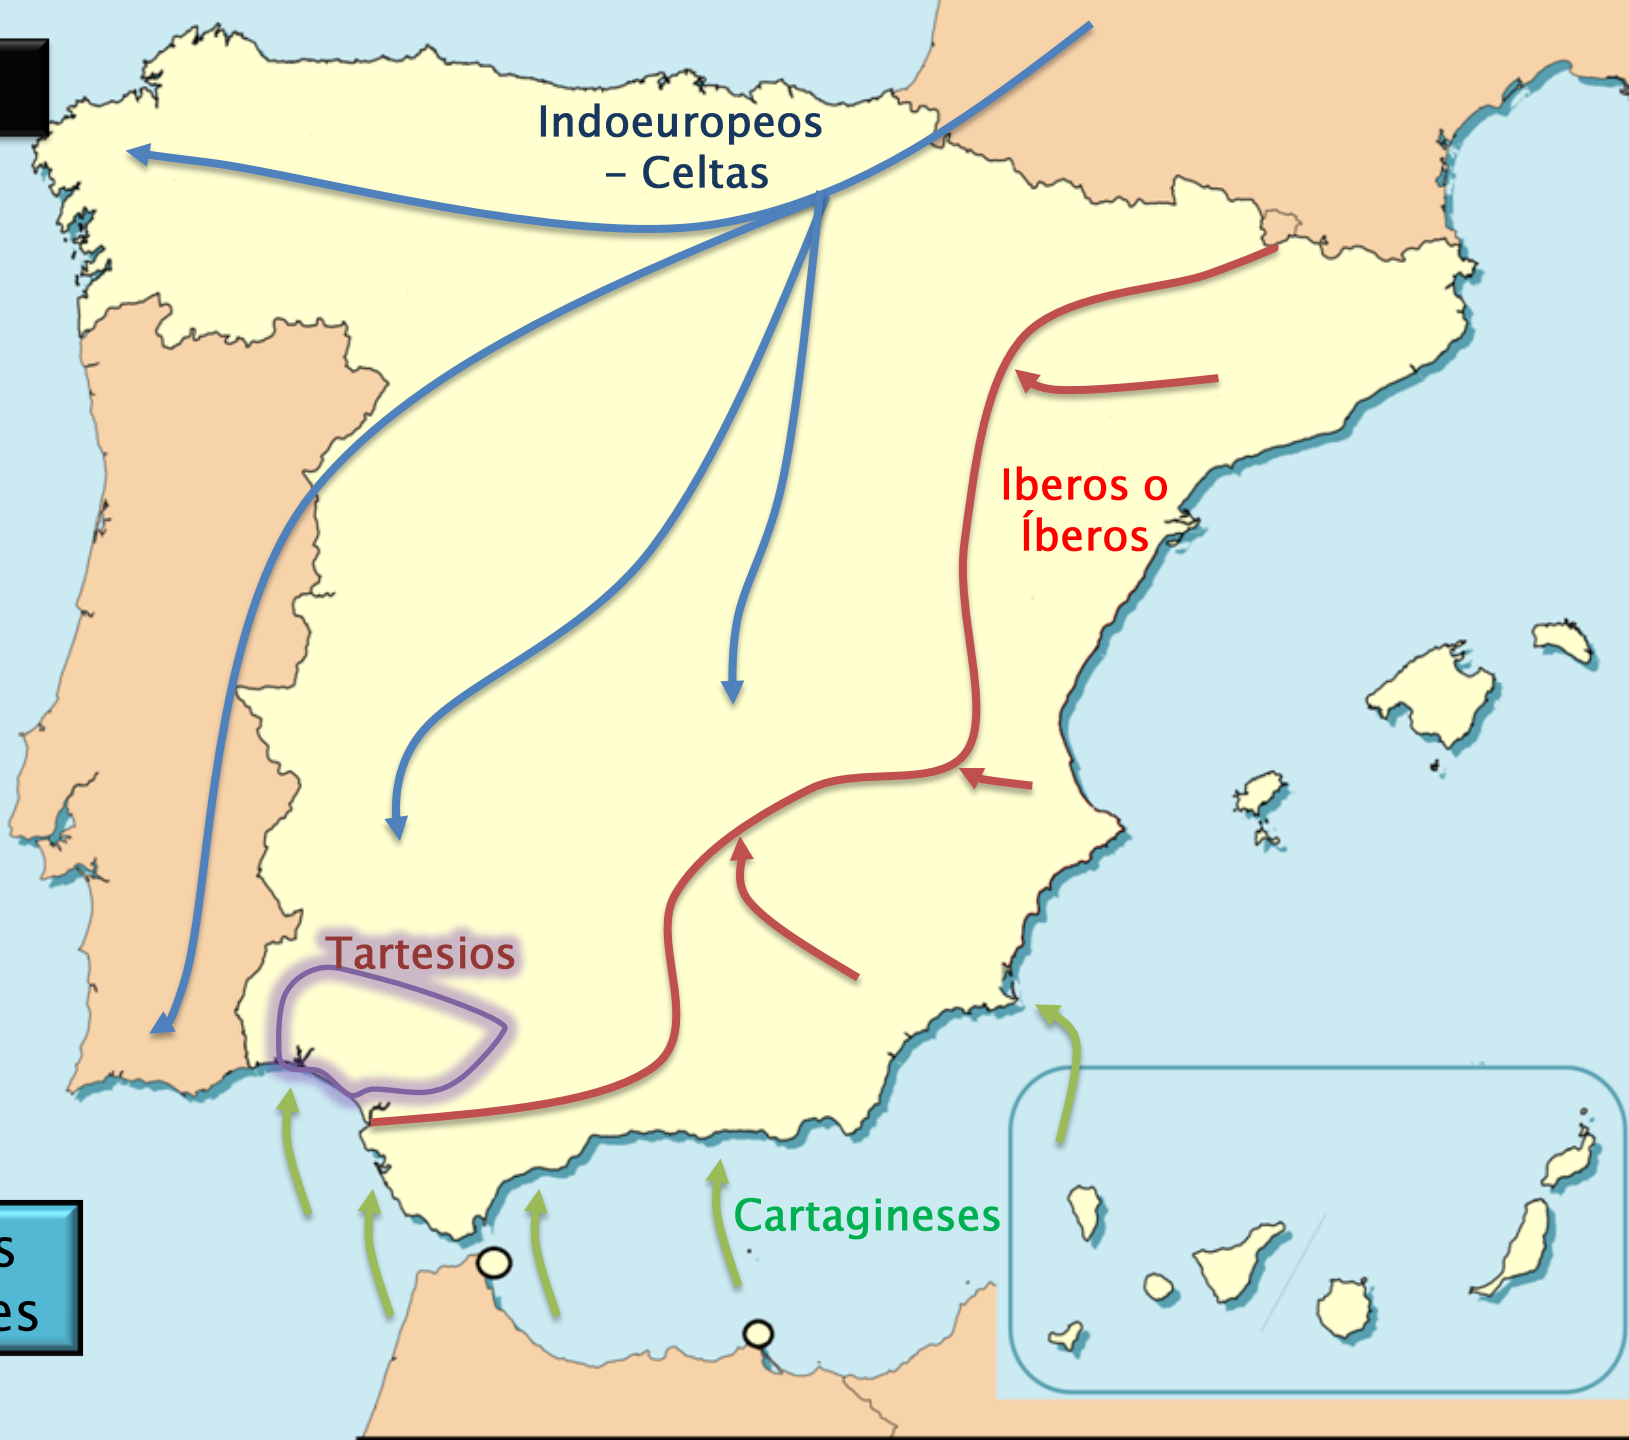 Indoeuropeos
– Celtas
Iberos o
Íberos
Tartesios
Cartagineses
s
es